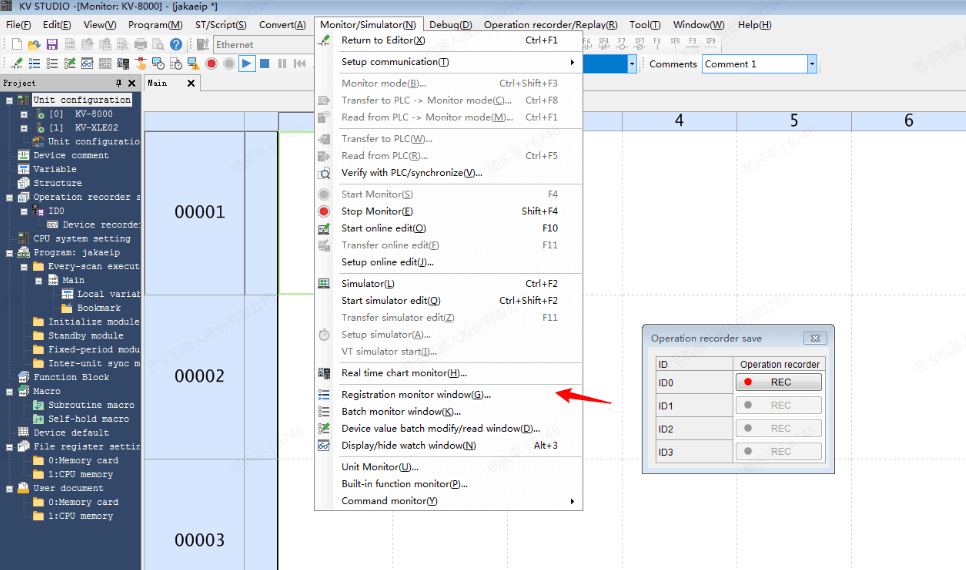 KV STUDIO -[Monitor: KV-8000] - [jakaeip *]
File(F) Edit(E) View(V) Program(M) ST/Script(S) Convert(A) Monitor/Simulator(N) Debug(D) Operation recorder/Replay(R) Tool(T) Window(W) Help(H)
Ethernet
Comments Comment 1
Project
Main
Unit configuration
[0] KV-8000
[1] KV-XLE02
Unit configuratio
Device comment
Variable
Structure
Operation recorder s
ID0
Device recorder
CPU system setting
Program: jakaeip
Every-scan execut
Main
Local variab
Bookmark
Initialize module
Standby module
Fixed-period modu
Inter-unit sync m
Function Block
Macro
Subroutine macro
Self-hold macro
Device default
File register settin
0:Memory card
1:CPU memory
User document
0:Memory card
1:CPU memory
00001
00002
00003
Return to Editor(X) Ctrl+F1
Setup communication(T)
Monitor mode(B)... Ctrl+Shift+F3
Transfer to PLC -> Monitor mode(C)... Ctrl+F8
Read from PLC -> Monitor mode(M)... Ctrl+F1
Transfer to PLC(W)...
Read from PLC(R)... Ctrl+F5
Verify with PLC/synchronize(V)...
Start Monitor(S) F4
Stop Monitor(E) Shift+F4
Start online edit(O) F10
Transfer online edit(F) F11
Setup online edit(J)...
Simulator(L) Ctrl+F2
Start simulator edit(Q) Ctrl+Shift+F2
Transfer simulator edit(Z) F11
Setup simulator(A)...
VT simulator start(I)...
Real time chart monitor(H)...
Registration monitor window(G)...
Batch monitor window(K)...
Device value batch modify/read window(D)...
Display/hide watch window(N) Alt+3
Unit Monitor(U)...
Built-in function monitor(P)...
Command monitor(Y)
4 5 6
Operation recorder save
ID Operation recorder
ID0 REC
ID1 REC
ID2 REC
ID3 REC